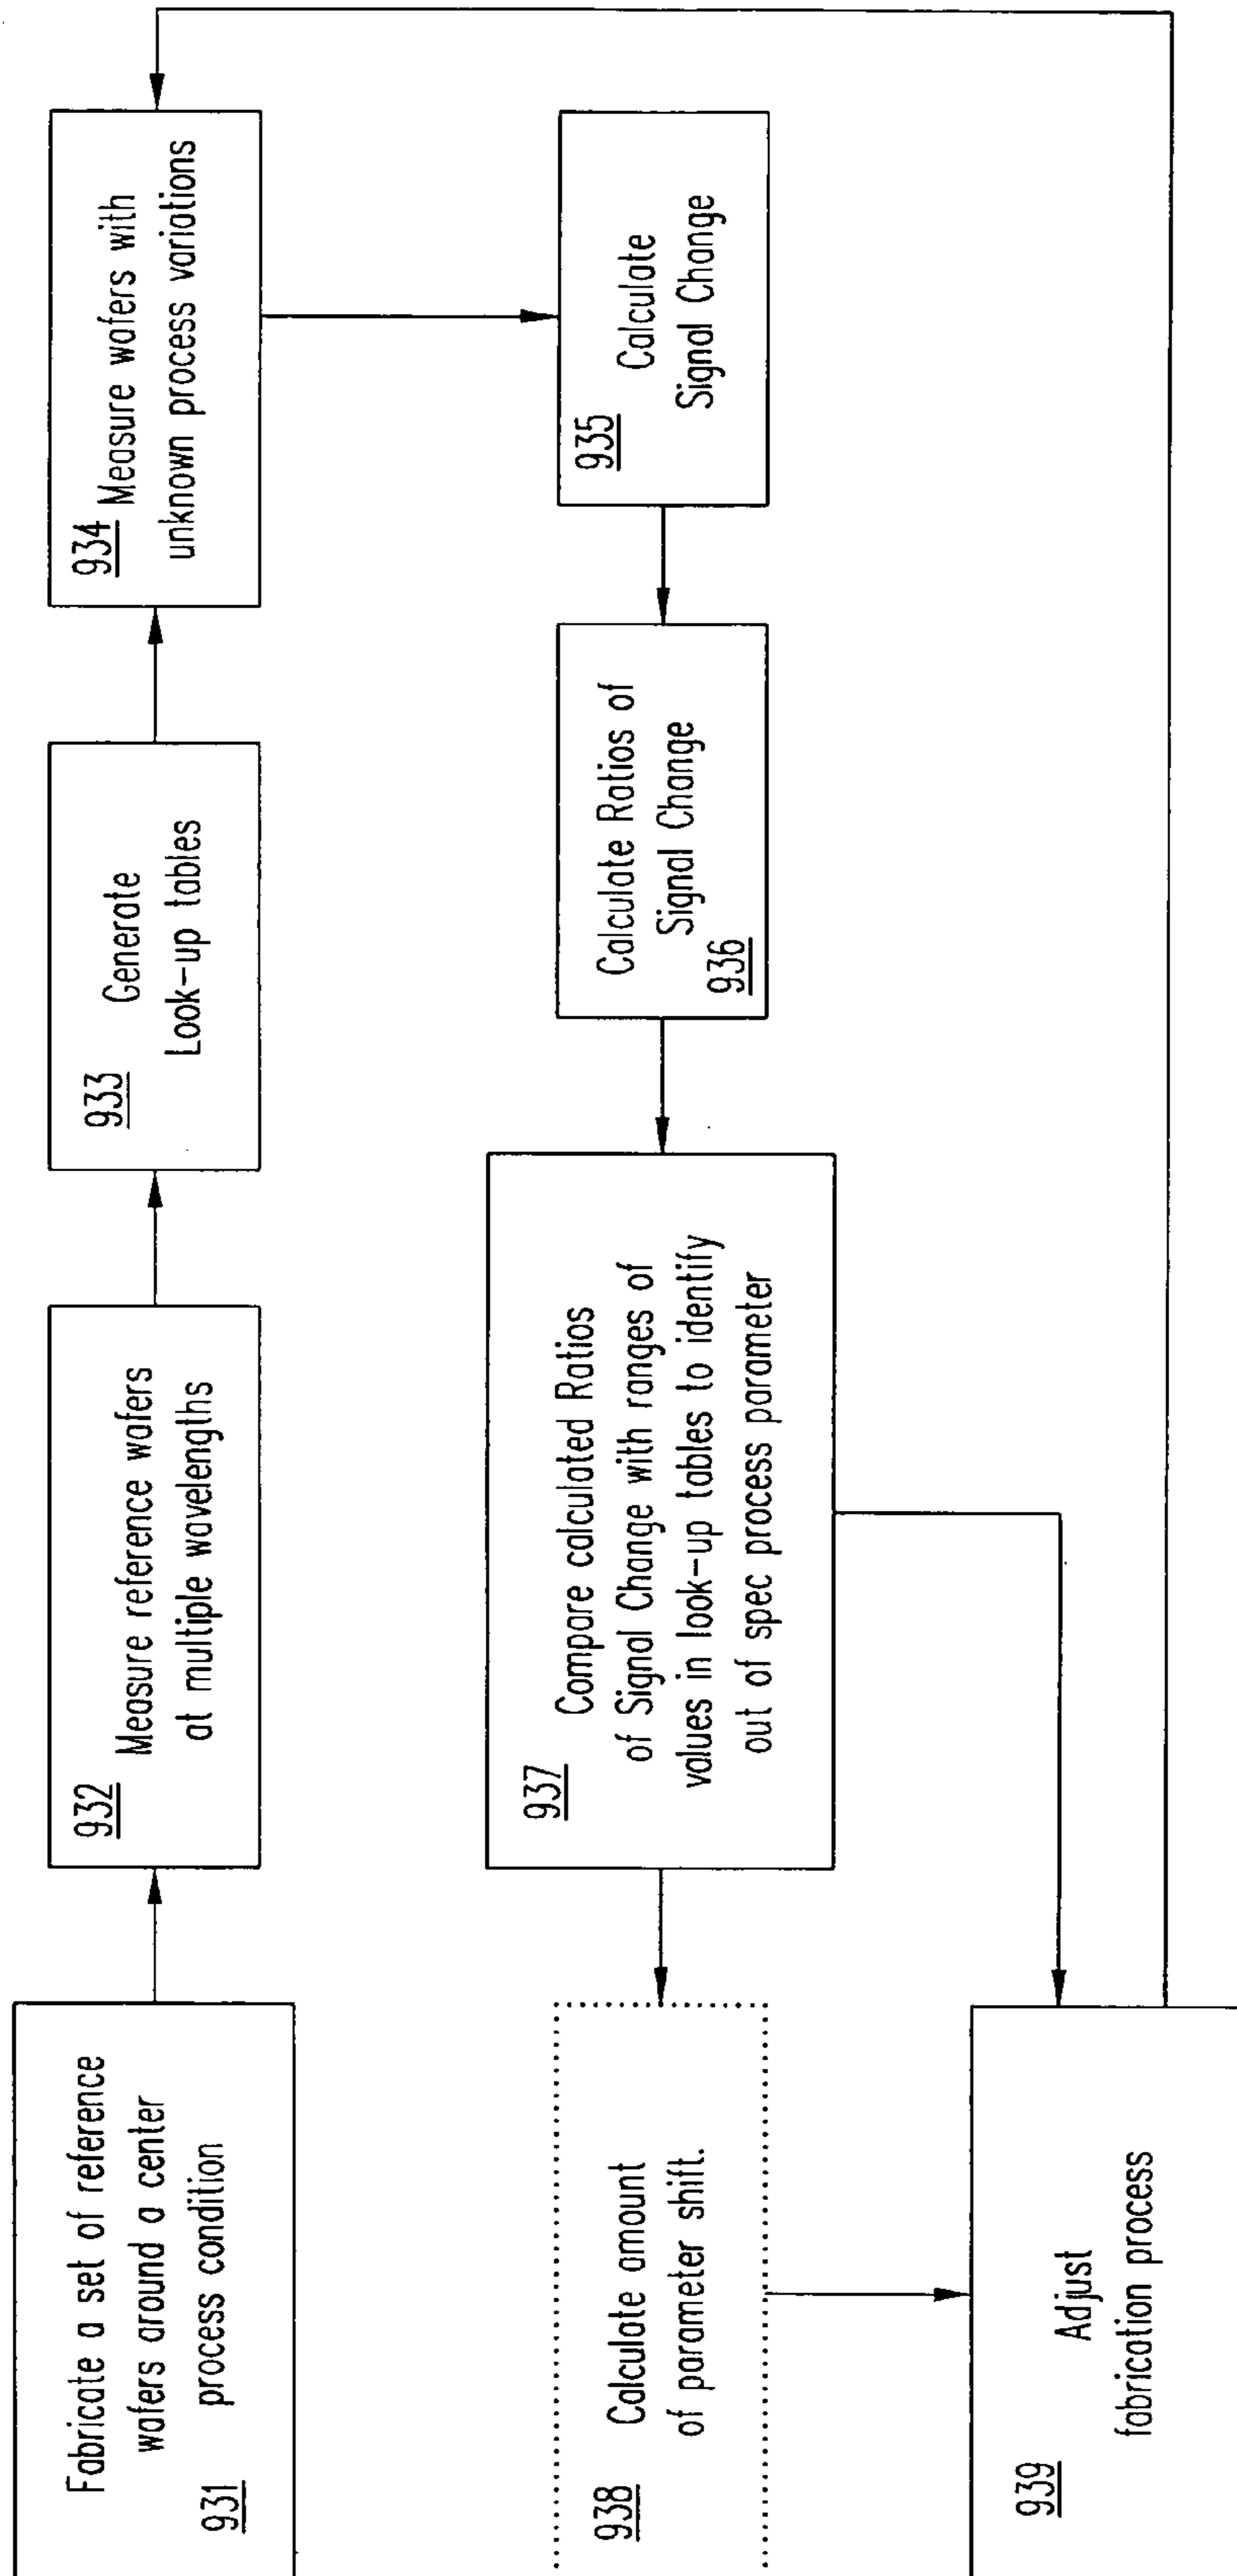 Fabricate a set of reference
wafers around a center
931 process condition
932 Measure reference wafers
at multiple wavelengths
933 Generate
Look-up tables
934 Measure wafers with
unknown process variations
935 Calculate
Signal Change
Calculate Ratios of
Signal Change
936
937 Compare calculated Ratios
of Signal Change with ranges of
values in look-up tables to identify
out of spec process parameter
938 Calculate amount
of parameter shift.
939 Adjust
fabrication process